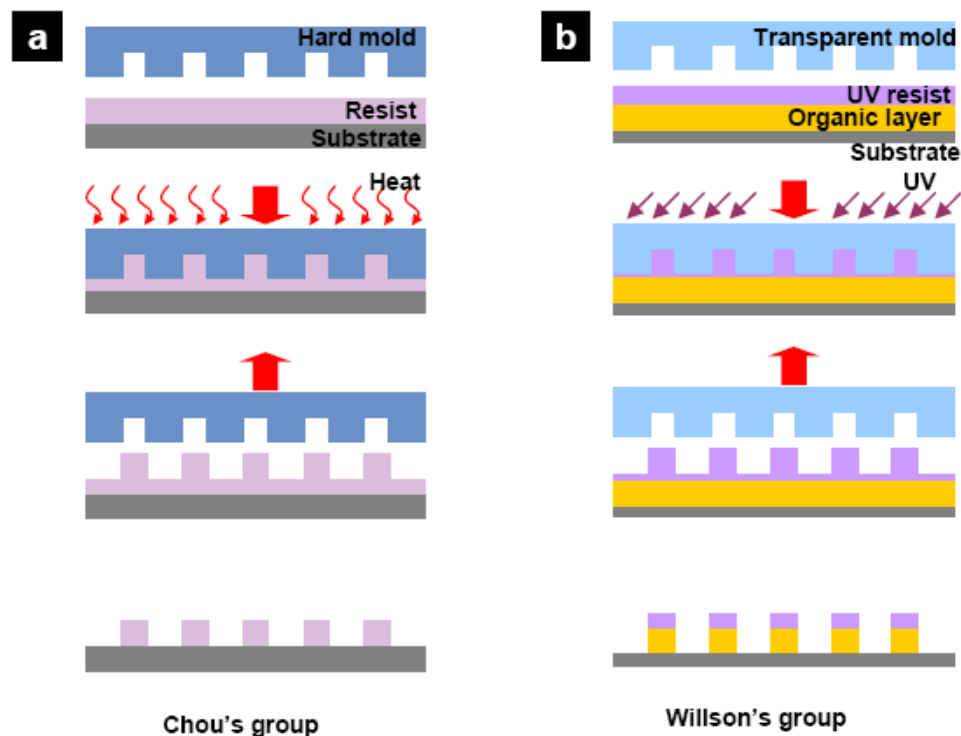 a
Hard mold
Resist
Substrate
Heat
Chou's group
b
Transparent mold
UV resist
Organic layer
Substrate
UV
Willson's group